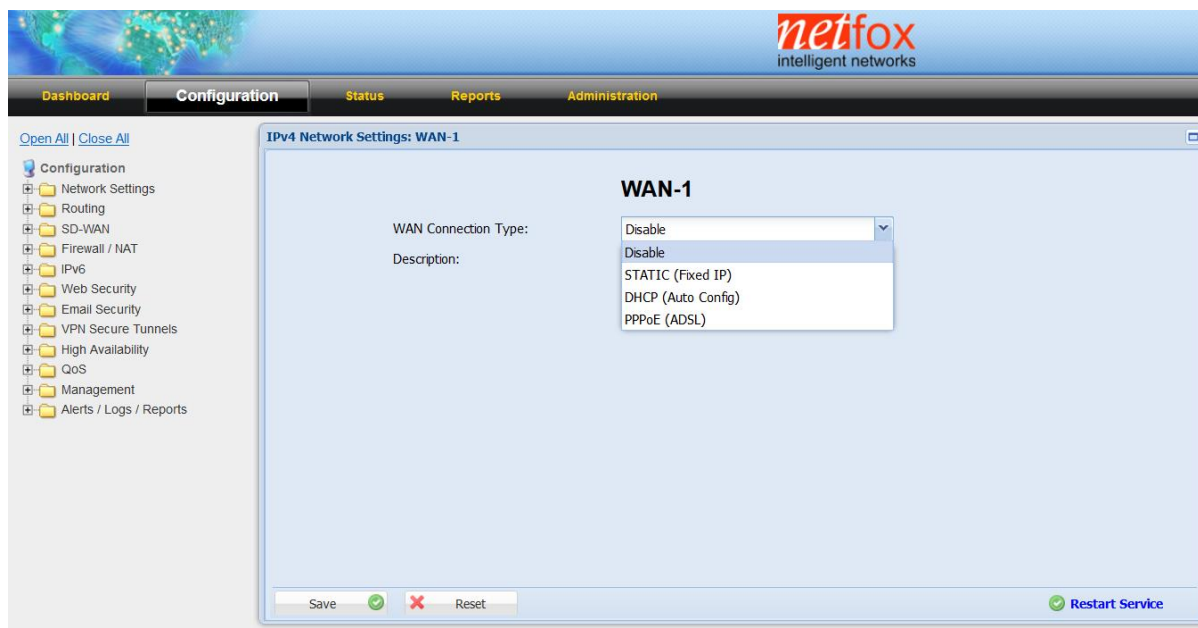 netfox
intelligent networks
Dashboard Configuration Status Reports Administration
Open All | Close All
Configuration
Network Settings
Routing
SD-WAN
Firewall / NAT
IPv6
Web Security
Email Security
VPN Secure Tunnels
High Availability
QoS
Management
Alerts / Logs / Reports
IPv4 Network Settings: WAN-1
WAN-1
WAN Connection Type: Disable
Description:
Disable
STATIC (Fixed IP)
DHCP (Auto Config)
PPPoE (ADSL)
Save Reset Restart Service